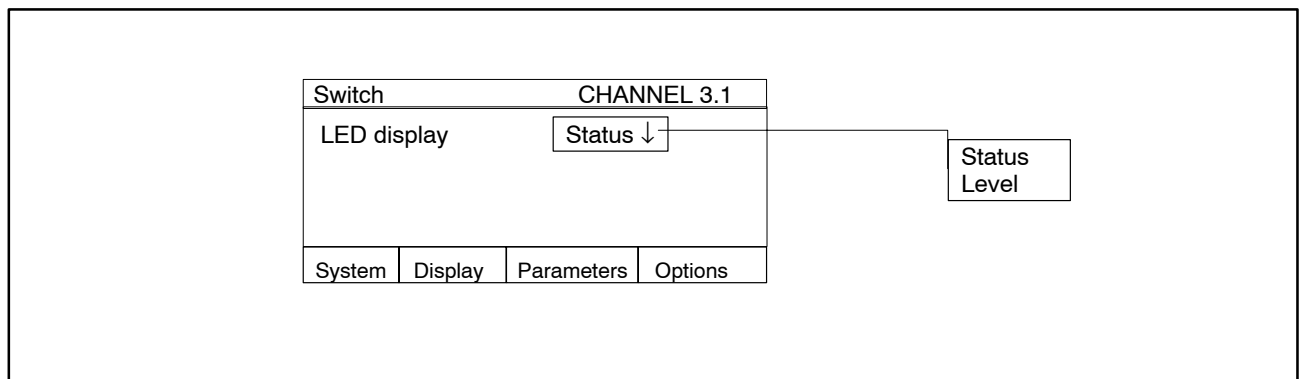 Switch CHANNEL 3.1
LED display Status ↓
Status
Level
System Display Parameters Options